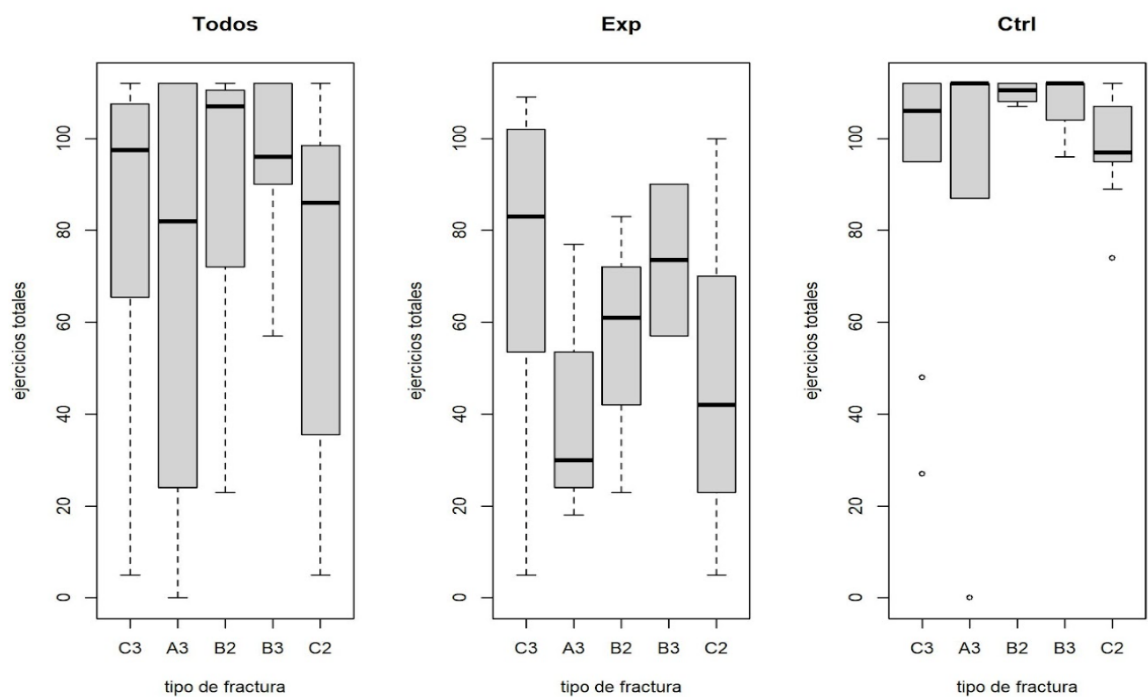 Todos
Exp
Ctrl
ejercicios totales
0
20
40
60
80
100
C3 A3 B2 B3 C2
tipo de fractura
ejercicios totales
0
20
40
60
80
100
C3 A3 B2 B3 C2
tipo de fractura
ejercicios totales
0
20
40
60
80
100
C3 A3 B2 B3 C2
tipo de fractura